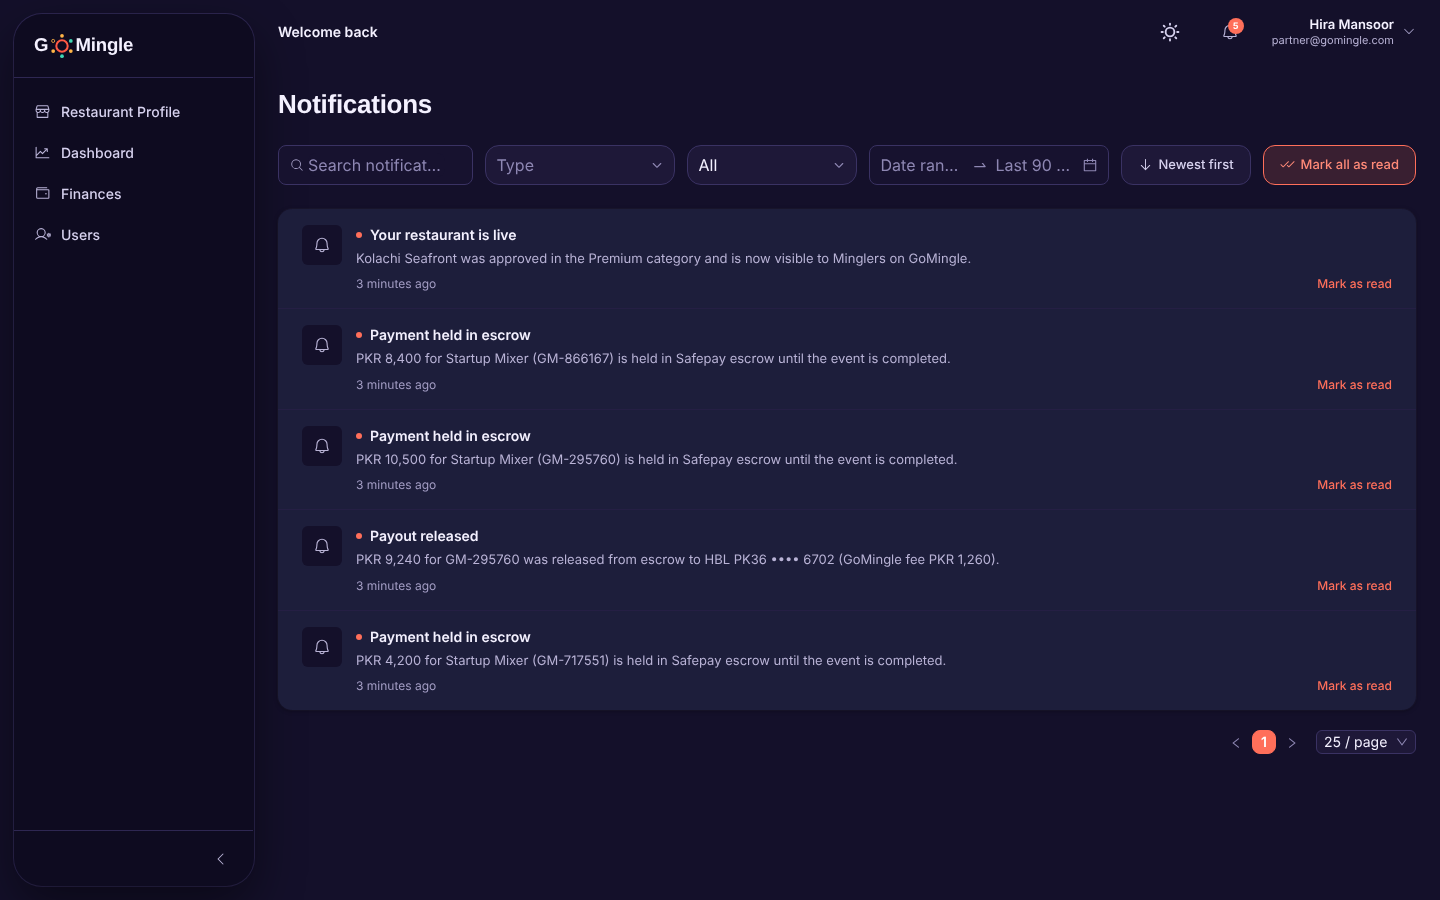 GoMingle
Welcome back
5
Hira Mansoor
partner@gomingle.com
Restaurant Profile
Dashboard
Finances
Users
Notifications
Search notificat...
Type
All
Date ran...
Last 90 ...
Newest first
Mark all as read
Your restaurant is live
Kolachi Seafront was approved in the Premium category and is now visible to Minglers on GoMingle.
3 minutes ago
Mark as read
Payment held in escrow
PKR 8,400 for Startup Mixer (GM-866167) is held in Safepay escrow until the event is completed.
3 minutes ago
Mark as read
Payment held in escrow
PKR 10,500 for Startup Mixer (GM-295760) is held in Safepay escrow until the event is completed.
3 minutes ago
Mark as read
Payout released
PKR 9,240 for GM-295760 was released from escrow to HBL PK36 •••• 6702 (GoMingle fee PKR 1,260).
3 minutes ago
Mark as read
Payment held in escrow
PKR 4,200 for Startup Mixer (GM-717551) is held in Safepay escrow until the event is completed.
3 minutes ago
Mark as read
1
25 / page